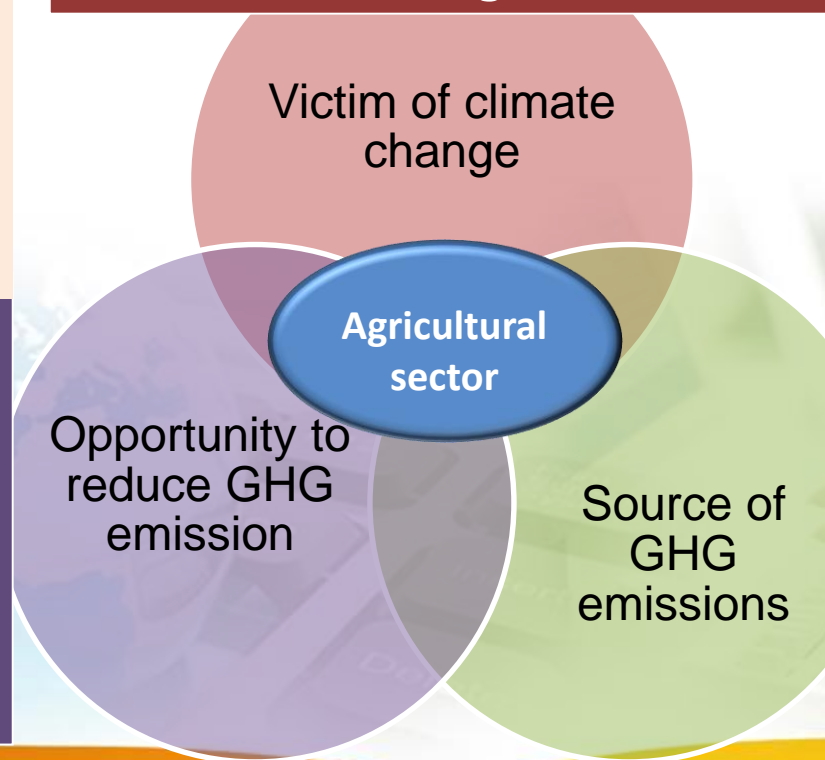 Victim of climate
change
Agricultural
sector
Opportunity to
reduce GHG
emission
Source of
GHG
emissions